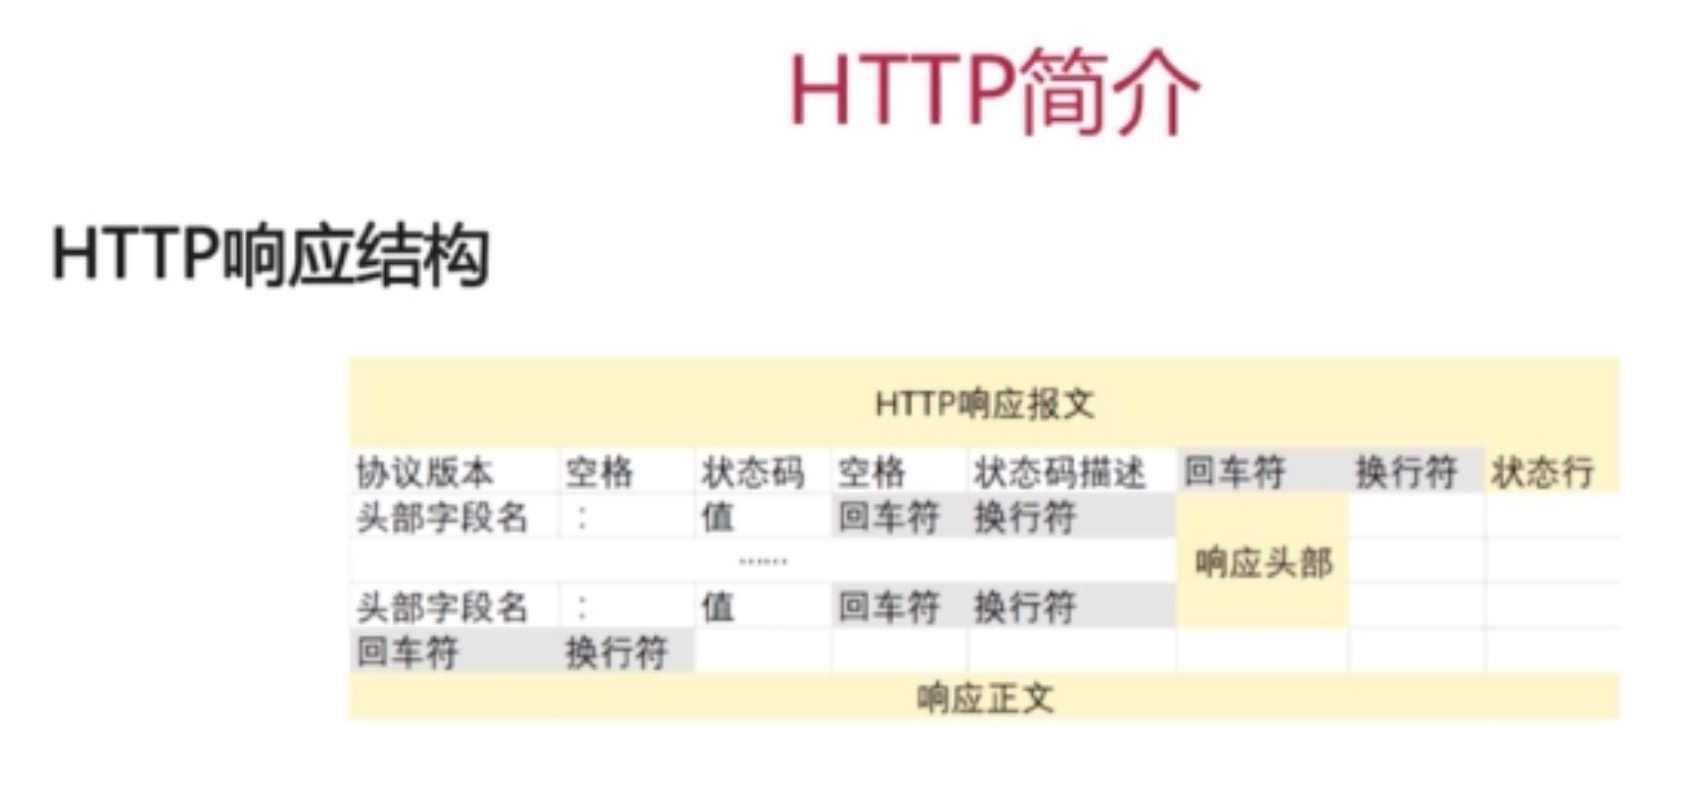 HTTP简介
HTTP响应结构
HTTP响应报文
协议版本 空格 状态码 空格 状态码描述 回车符 换行符 状态行
头部字段名 : 值 回车符 换行符
......
响应头部
头部字段名 : 值 回车符 换行符
回车符 换行符
响应正文